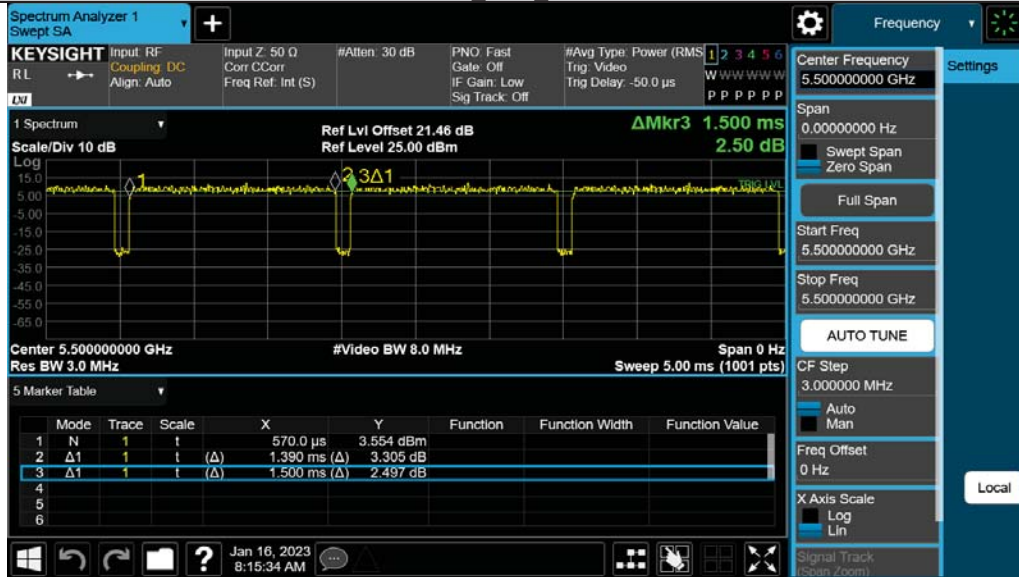 Spectrum Analyzer 1
Swept SA
Frequency
KEYSIGHT
RL
LXI
Input: RF
Coupling: DC
Align: Auto
Input Z: 50 Ω
Corr CCorr
Freq Ref: Int (S)
#Atten: 30 dB
PNO: Fast
Gate: Off
IF Gain: Low
Sig Track: Off
#Avg Type: Power (RMS
Trig: Video
Trig Delay: -50.0 µs
1 2 3 4 5 6
W W W W W W
P P P P P P
1 Spectrum
Scale/Div 10 dB
Ref Lvl Offset 21.46 dB
Ref Level 25.00 dBm
ΔMkr3 1.500 ms
2.50 dB
Log
15.0
5.00
-5.00
-15.0
-25.0
-35.0
-45.0
-55.0
-65.0
1
2
3Δ1
TRIG LVL
Center 5.500000000 GHz
#Video BW 8.0 MHz
Span 0 Hz
Res BW 3.0 MHz
Sweep 5.00 ms (1001 pts)
5 Marker Table
Mode Trace Scale X Y Function Function Width Function Value
1 N 1 t 570.0 µs 3.554 dBm
2 Δ1 1 t (Δ) 1.390 ms (Δ) 3.305 dB
3 Δ1 1 t (Δ) 1.500 ms (Δ) 2.497 dB
4
5
6
Jan 16, 2023
8:15:34 AM
Center Frequency
5.500000000 GHz
Span
0.00000000 Hz
Swept Span
Zero Span
Full Span
Start Freq
5.500000000 GHz
Stop Freq
5.500000000 GHz
AUTO TUNE
CF Step
3.000000 MHz
Auto
Man
Freq Offset
0 Hz
X Axis Scale
Log
Lin
Signal Track
(Span Zoom)
Settings
Local